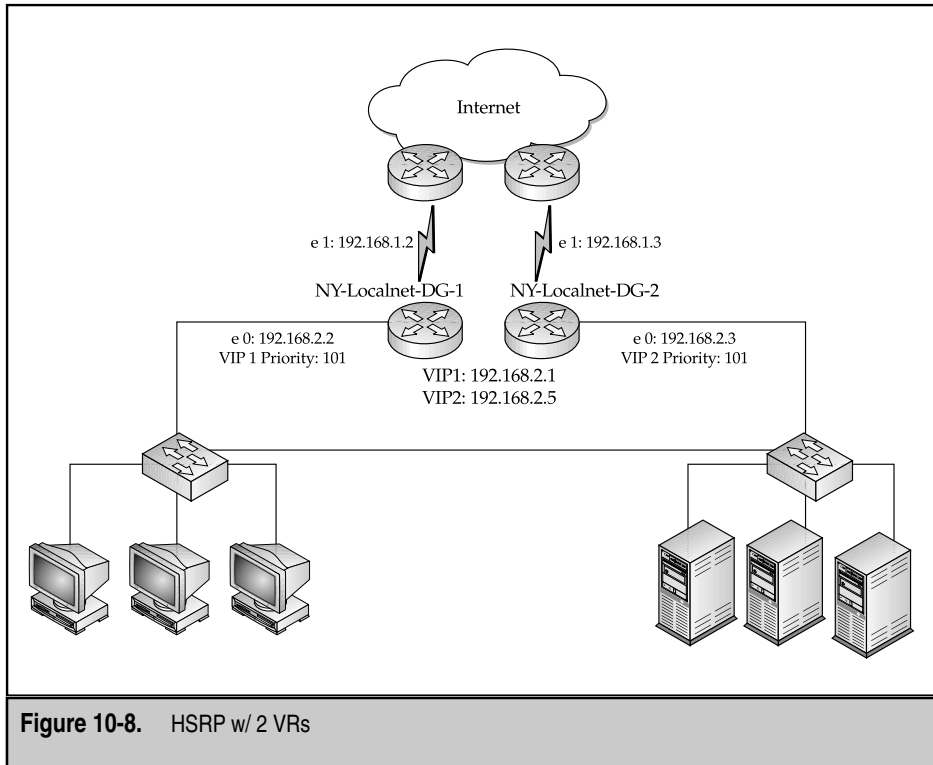 Internet
e 1: 192.168.1.2
e 1: 192.168.1.3
NY-Localnet-DG-1
NY-Localnet-DG-2
e 0: 192.168.2.2
VIP 1 Priority: 101
e 0: 192.168.2.3
VIP 2 Priority: 101
VIP1: 192.168.2.1
VIP2: 192.168.2.5
Figure 10-8. HSRP w/ 2 VRs